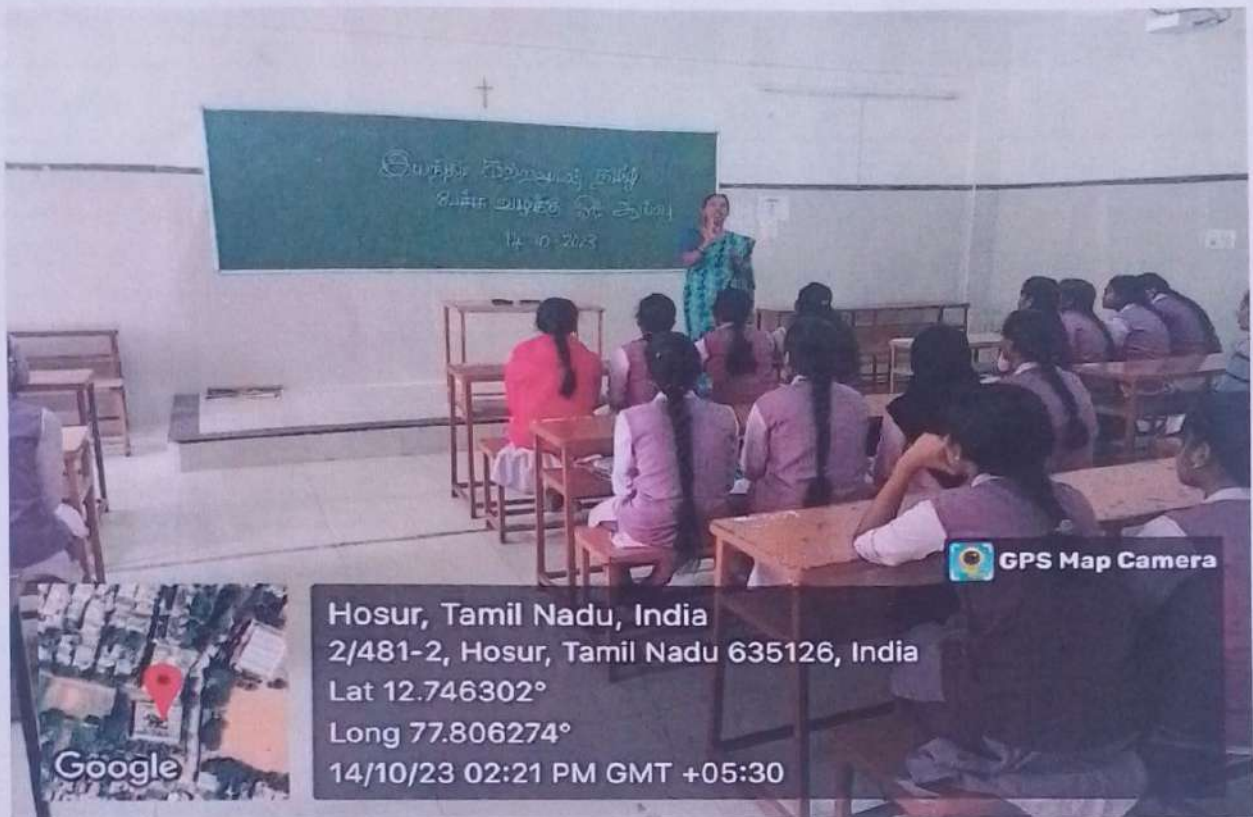 தமிழ்
14-10-2023
GPS Map Camera
Hosur, Tamil Nadu, India
2/481-2, Hosur, Tamil Nadu 635126, India
Lat 12.746302°
Long 77.806274°
14/10/23 02:21 PM GMT +05:30
Google